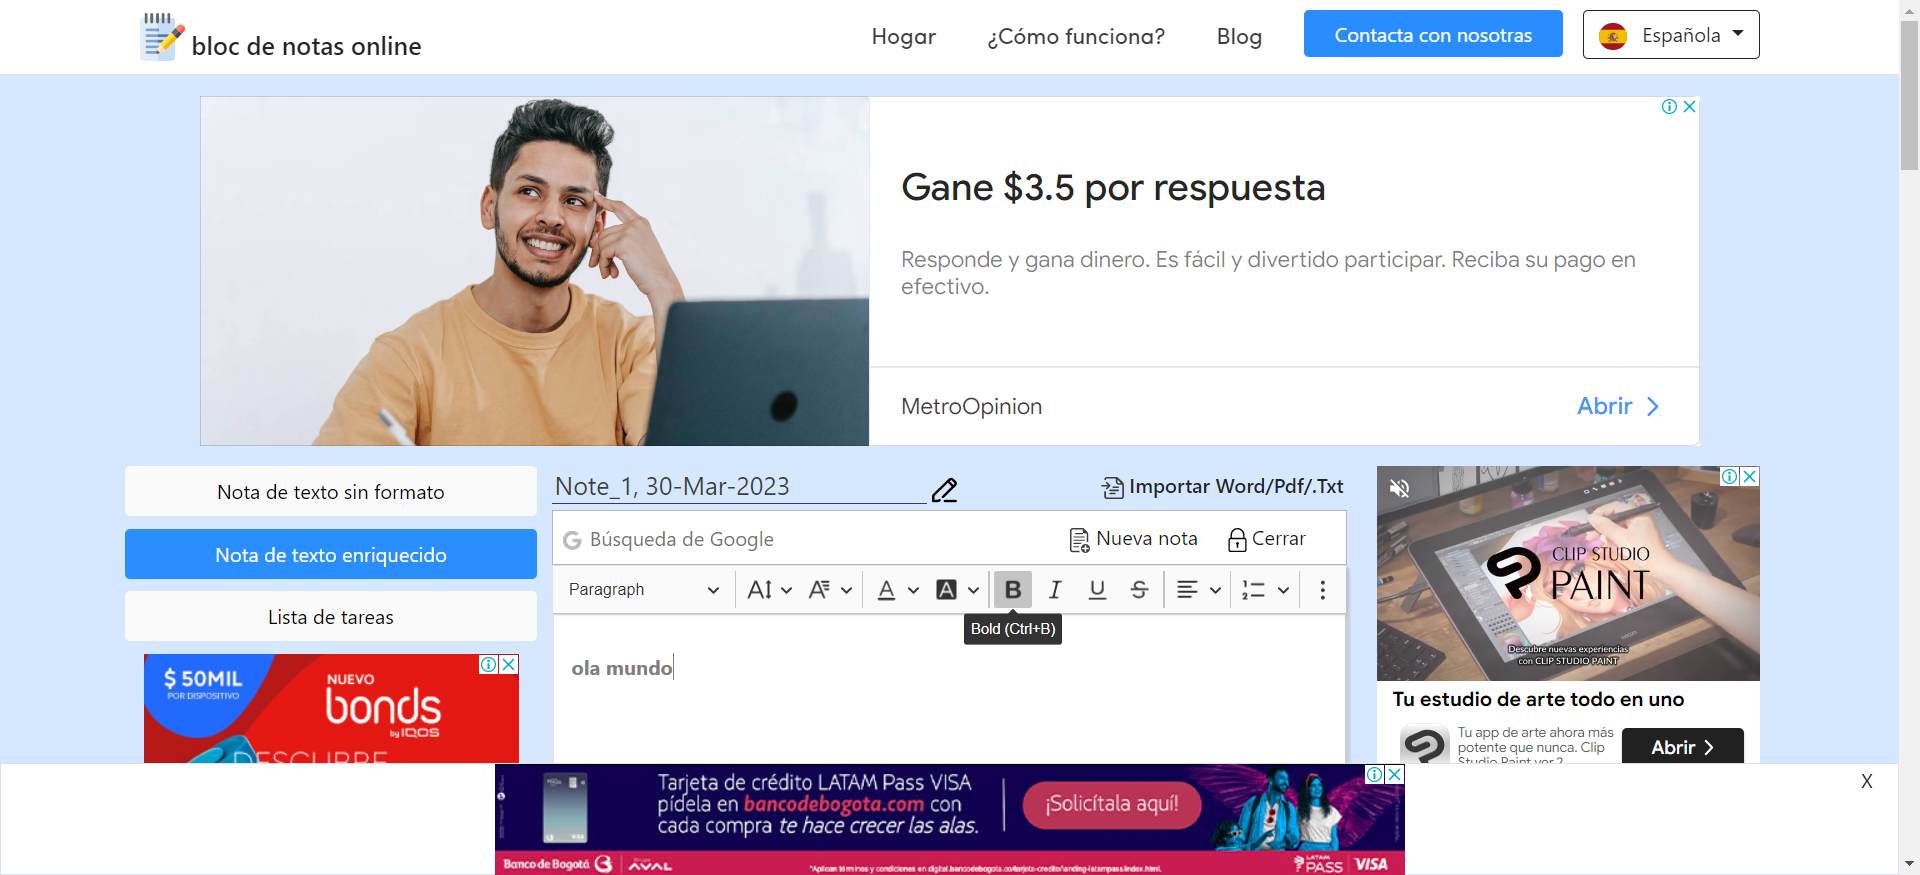 bloc de notas online
Hogar
¿Cómo funciona?
Blog
Contacta con nosotras
Española
Gane $3.5 por respuesta
Responde y gana dinero. Es fácil y divertido participar. Reciba su pago en
efectivo.
MetroOpinion
Abrir
Nota de texto sin formato
Nota de texto enriquecido
Lista de tareas
Note_1, 30-Mar-2023
Importar Word/Pdf/.Txt
Búsqueda de Google
Nueva nota
Cerrar
Paragraph
Bold (Ctrl+B)
ola mundo
$ 50MIL
POR DISPOSITIVO
NUEVO
bonds
by IQOS
DESCUBRE
CLIP STUDIO
PAINT
Descubre nuevas experiencias
con CLIP STUDIO PAINT
Tu estudio de arte todo en uno
Tu app de arte ahora más
potente que nunca. Clip
Studio Paint ver.2
Abrir
Tarjeta de crédito LATAM Pass VISA
pídela en bancodebogota.com con
cada compra te hace crecer las alas.
¡Solicítala aquí!
X
Banco de Bogotá
AVAL
*Aplican términos y condiciones en digital.bancodebogota.co/tarjeta-credito/landing-latampass/index.html.
LATAM
PASS
VISA